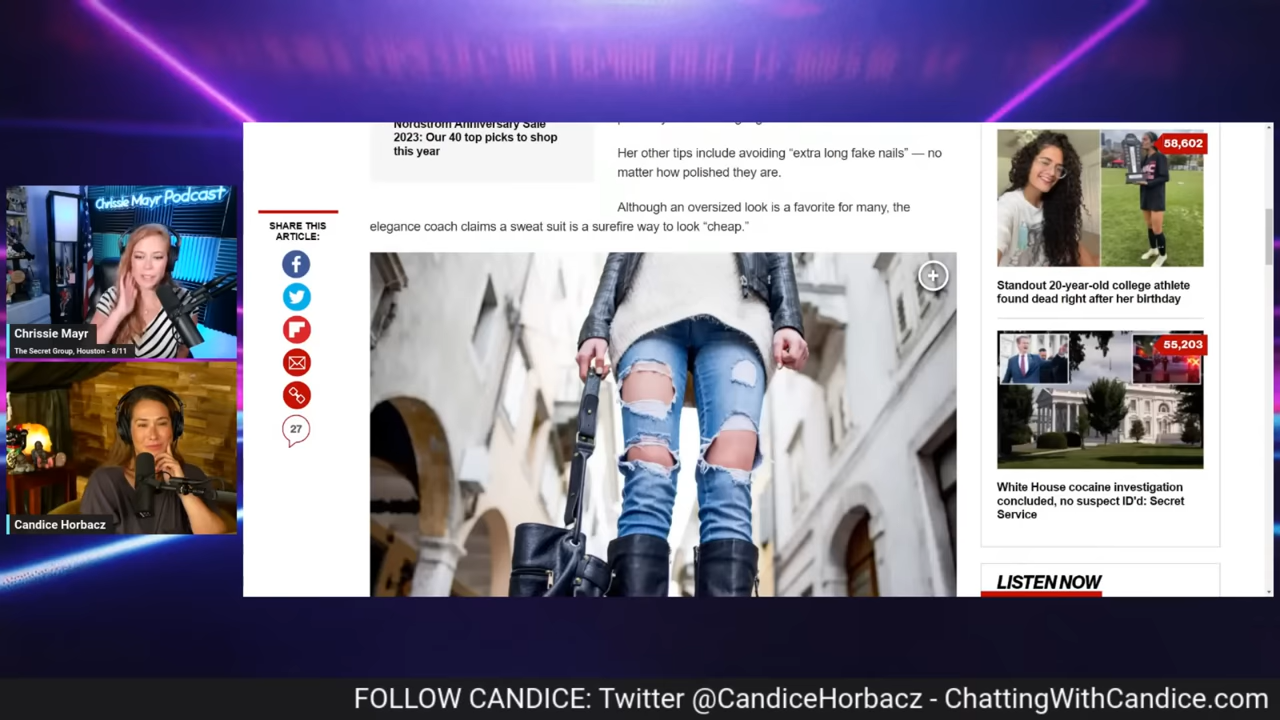 Chrissie Mayr Podcast
Chrissie Mayr
The Secret Group, Houston - 8/11
Candice Horbacz
SHARE THIS
ARTICLE:
27
Nordstrom Anniversary Sale
2023: Our 40 top picks to shop
this year
Her other tips include avoiding “extra long fake nails” — no
matter how polished they are.
Although an oversized look is a favorite for many, the
elegance coach claims a sweat suit is a surefire way to look “cheap.”
58,602
Standout 20-year-old college athlete
found dead right after her birthday
55,203
White House cocaine investigation
concluded, no suspect ID'd: Secret
Service
LISTEN NOW
FOLLOW CANDICE: Twitter @CandiceHorbacz - ChattingWithCandice.com